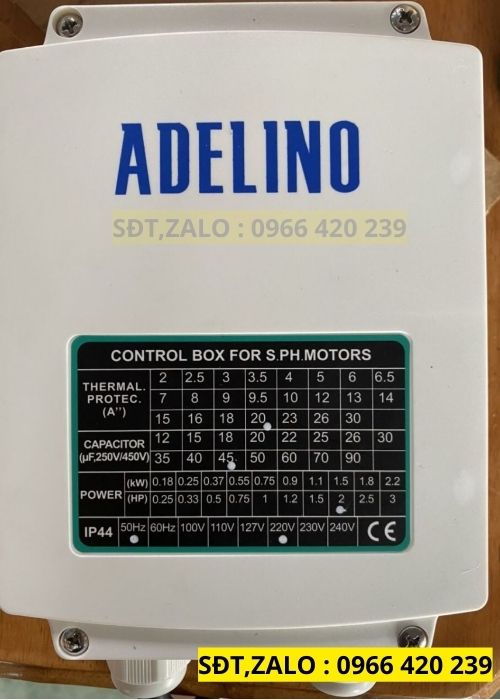 ADELINO
SĐT,ZALO : 0966 420 239
CONTROL BOX FOR S.PH.MOTORS
THERMAL. PROTEC. (A'') 2 2.5 3 3.5 4 5 6 6.5
7 8 9 9.5 10 12 13 14
15 16 18 20 23 26 30
CAPACITOR (µF,250V/450V) 12 15 18 20 22 25 26 30
35 40 45 50 60 70 90
POWER (kW) 0.18 0.25 0.37 0.55 0.75 0.9 1.1 1.5 1.8 2.2
(HP) 0.25 0.33 0.5 0.75 1 1.2 1.5 2 2.5 3
IP44 50Hz 60Hz 100V 110V 127V 220V 230V 240V CE
SĐT,ZALO : 0966 420 239